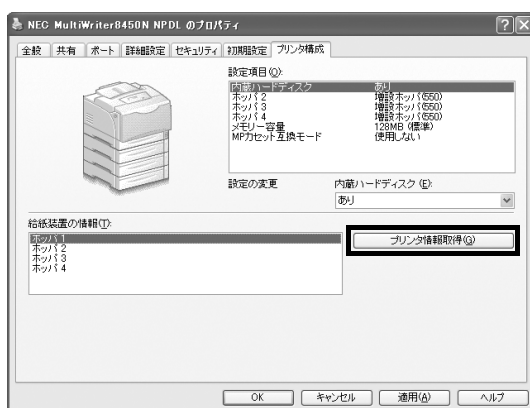 NEC MultiWriter8450N NPDL のプロパティ
全般 共有 ポート 詳細設定 セキュリティ 初期設定 プリンタ構成
設定項目(O):
内蔵ハードディスク あり
ホッパ 2 増設ホッパ(550)
ホッパ 3 増設ホッパ(550)
ホッパ 4 増設ホッパ(550)
メモリー容量 128MB (標準)
MPカセット互換モード 使用しない
設定の変更 内蔵ハードディスク (E):
あり
給紙装置の情報(T):
プリンタ情報取得(G)
ホッパ 1
ホッパ 2
ホッパ 3
ホッパ 4
OK キャンセル 適用(A) ヘルプ